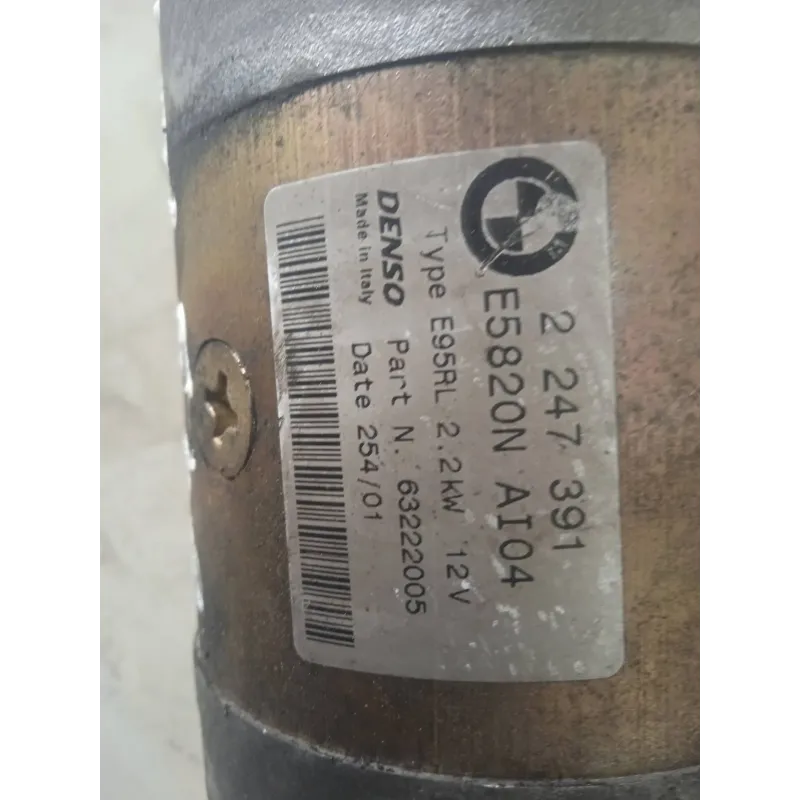 2 247 391
E5820N AI04
Type E95RL 2.2kW 12V
DENSO Part N. 63222005
Made in Italy Date 254/01